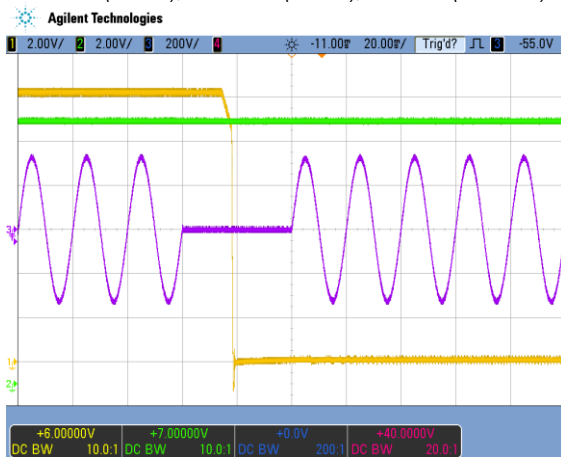 Agilent Technologies
1 2.00V/ 2 2.00V/ 3 200V/ 4 -11.00 20.00 / Trig'd? 3 -55.0V
3
1
2
+6.00000V +7.00000V +0.0V +40.0000V
DC BW 10.0:1 DC BW 10.0:1 DC BW 200:1 DC BW 20.0:1